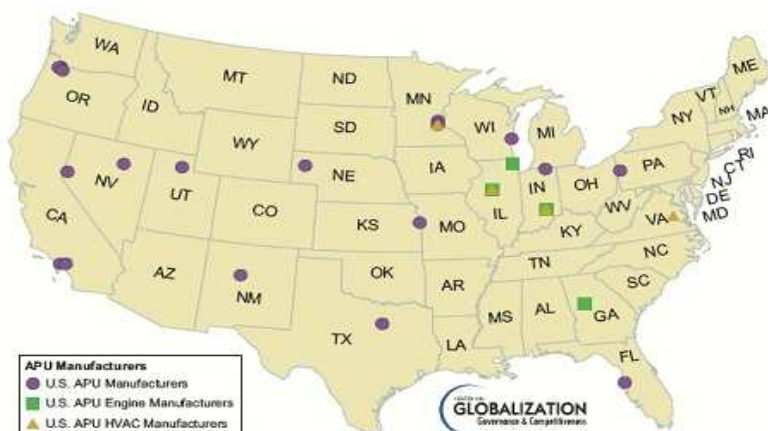 WA
MT
ND
MN
OR
ID
SD
WI
MI
NY
VT
NH
ME
MA
RI
CT
NJ
DE
MD
WY
NE
IA
PA
NV
UT
CO
IL
IN
OH
WV
VA
CA
KS
MO
KY
NC
TN
AZ
NM
OK
AR
SC
MS
AL
GA
TX
LA
FL
APU Manufacturers
U.S. APU Manufacturers
U.S. APU Engine Manufacturers
U.S. APU HVAC Manufacturers
GLOBALIZATION
Governance & Competitiveness